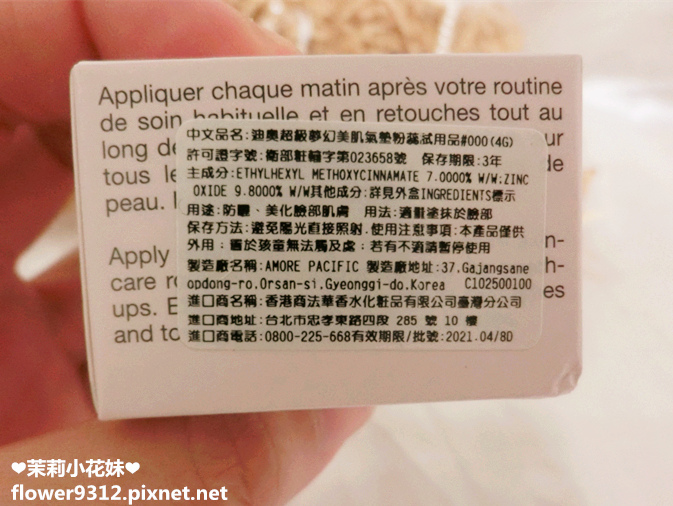 Appliquer chaque matin après votre routine
de soin habituelle et en retouches tout au
long de
tous le
peau.
Apply
care
ups.
and to
中文品名:迪奧超級夢幻美肌氣墊粉蕊試用品#000(4G)
許可證字號:衛部粧輸字第023658號 保存期限:3年
主成分:ETHYLHEXYL METHOXYCINNAMATE 7.0000% W/W:ZINC
OXIDE 9.8000% W/W其他成分:詳見外盒INGREDIENTS標示
用途:防曬、美化臉部肌膚 用法:適量塗抹於臉部
保存方法:避免陽光直接照射.使用注意事項:本產品僅供
外用;置於孩童無法觸及處;若有不適請暫停使用
製造廠名稱:AMORE PACIFIC 製造廠地址:37.Gajangsane
opdong-ro.Orsan-si.Gyeonggi-do.Korea C102500100
進口商名稱:香港商法華香水化粧品有限公司臺灣分公司
進口商地址:台北市忠孝東路四段 285 號 10 樓
進口商電話:0800-225-668有效期限/批號:2021.04/8D
❤茉莉小花妹❤
flower9312.pixnet.net